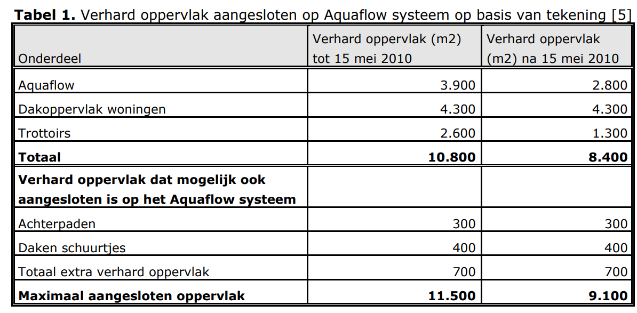 Tabel 1. Verhard oppervlak aangesloten op Aquaflow systeem op basis van tekening [5]
Onderdeel Verhard oppervlak (m2) tot 15 mei 2010 Verhard oppervlak (m2) na 15 mei 2010
Aquaflow 3.900 2.800
Dakoppervlak woningen 4.300 4.300
Trottoirs 2.600 1.300
Totaal 10.800 8.400
Verhard oppervlak dat mogelijk ook
aangesloten is op het Aquaflow systeem
Achterpaden 300 300
Daken schuurtjes 400 400
Totaal extra verhard oppervlak 700 700
Maximaal aangesloten oppervlak 11.500 9.100